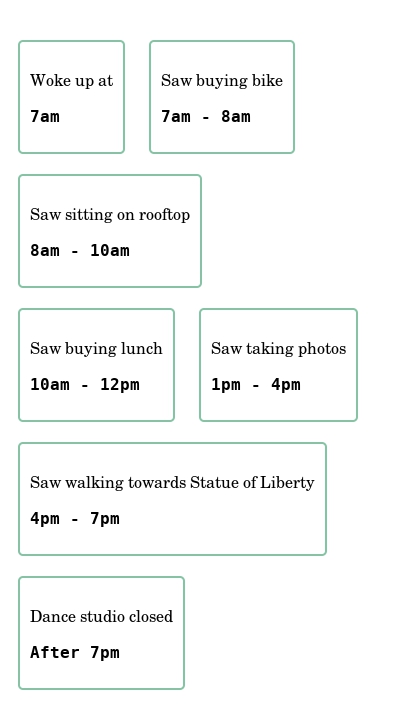 Woke up at
7am
Saw buying bike
7am - 8am
Saw sitting on rooftop
8am - 10am
Saw buying lunch
10am - 12pm
Saw taking photos
1pm - 4pm
Saw walking towards Statue of Liberty
4pm - 7pm
Dance studio closed
After 7pm